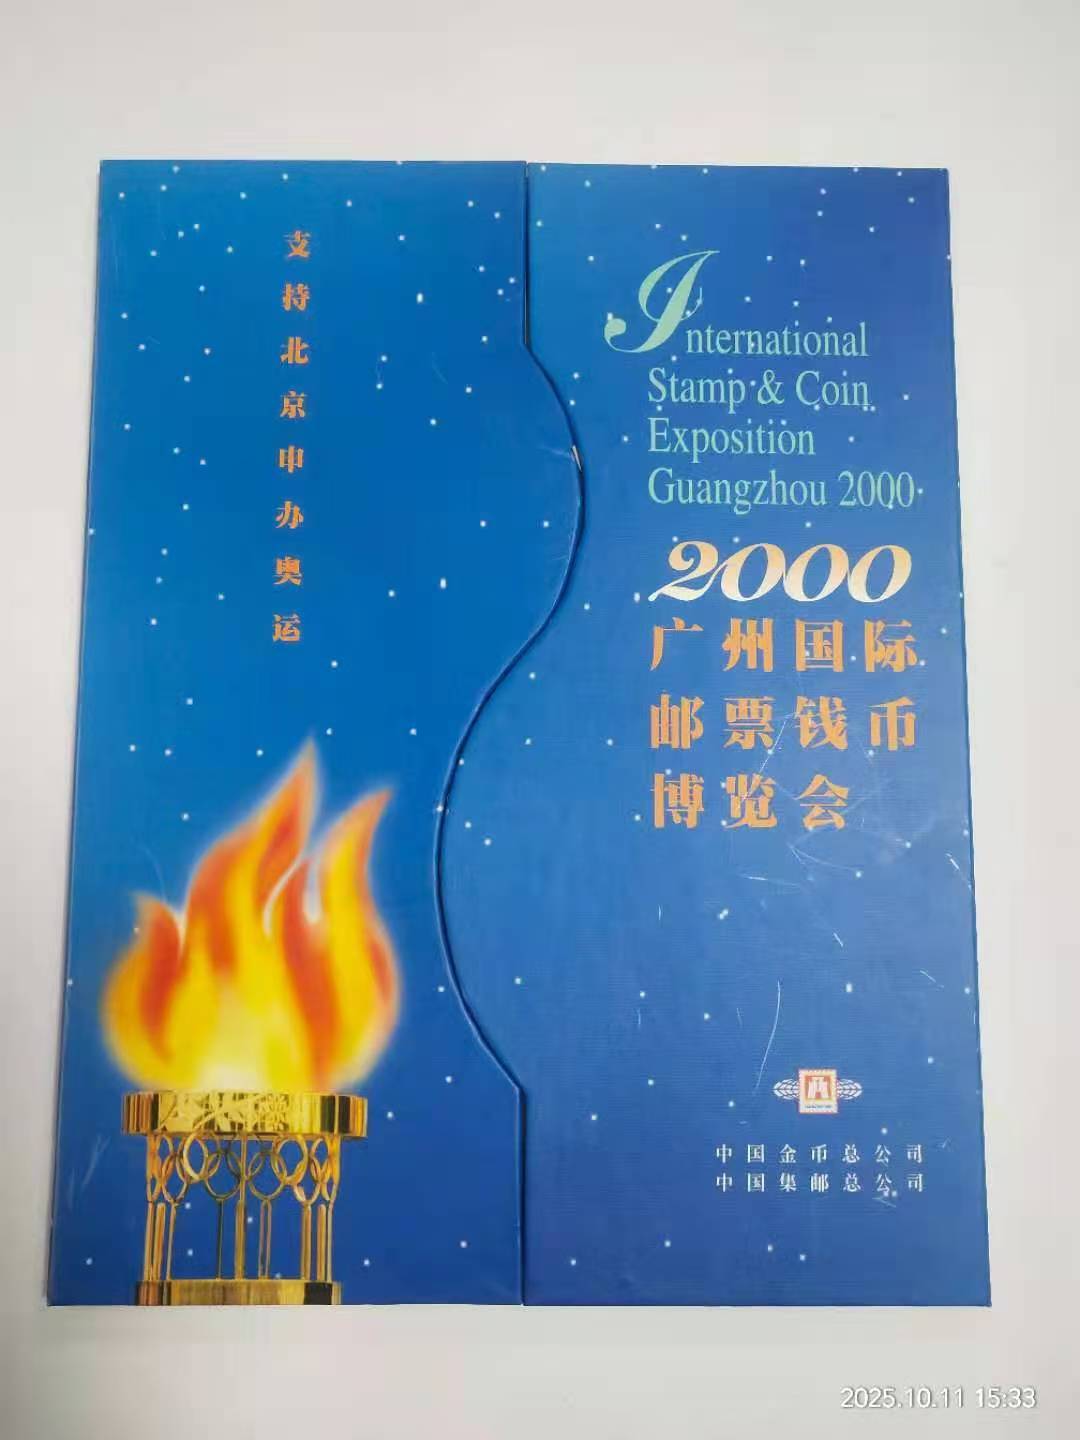 支持北京申办奥运
International
Stamp & Coin
Exposition
Guangzhou 2000
2000
广州国际
邮票钱币
博览会
中国金币总公司
中国集邮总公司
2025.10.11 15:33